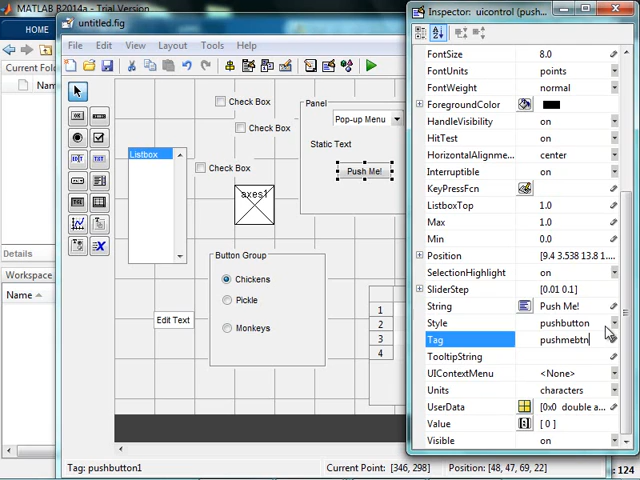 MATLAB R2014a - Trial Version
HOME
Current Folder
Name
Details
Workspace
Name
untitled.fig
File Edit View Layout Tools Help
Check Box
Check Box
Check Box
Listbox
axes1
Panel
Pop-up Menu
Static Text
Push Me!
Button Group
Chickens
Pickle
Monkeys
Edit Text
1
2
3
4
Tag: pushbutton1
Current Point: [346, 298]
Position: [48, 47, 69, 22]
Inspector: uicontrol (push...
FontSize 8.0
FontUnits points
FontWeight normal
ForegroundColor
HandleVisibility on
HitTest on
HorizontalAlignme... center
Interruptible on
KeyPressFcn
ListboxTop 1.0
Max 1.0
Min 0.0
Position [9.4 3.538 13.8 1....
SelectionHighlight on
SliderStep [0.01 0.1]
String Push Me!
Style pushbutton
Tag pushmebtn
TooltipString
UIContextMenu <None>
Units characters
UserData [0x0 double a...
Value [ 0 ]
Visible on
: 124